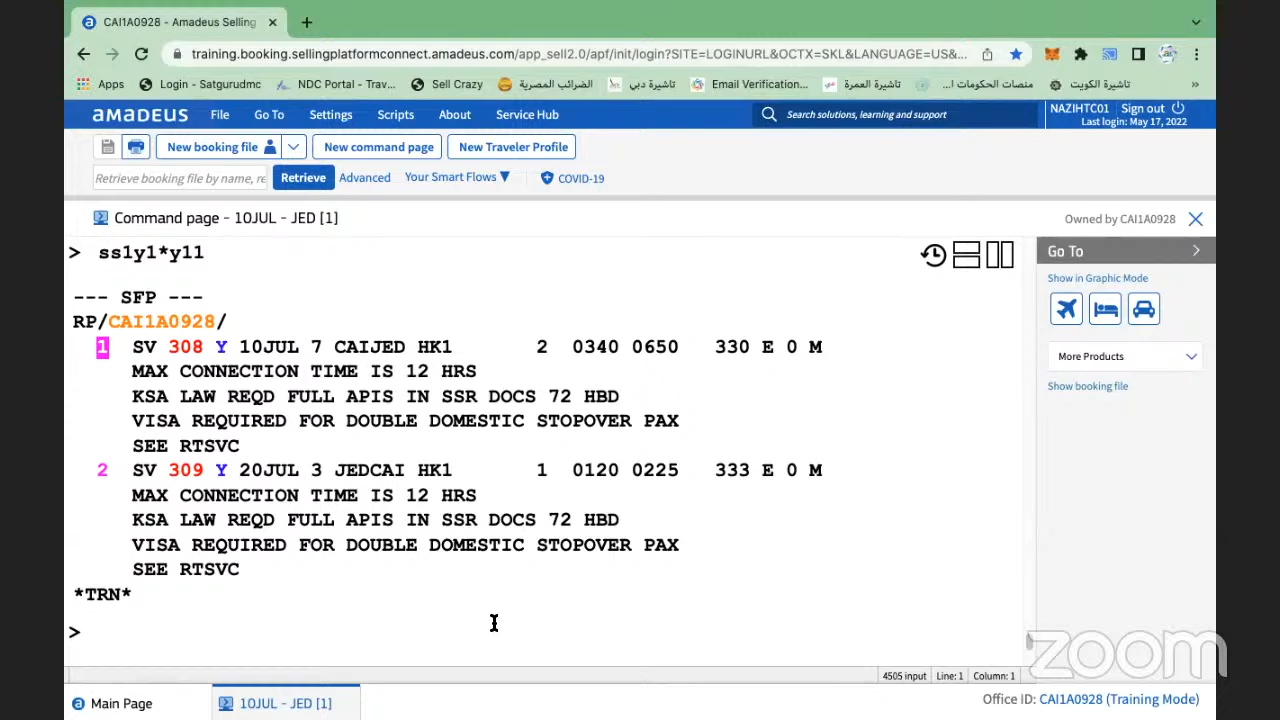 CAI1A0928 - Amadeus Selling
training.booking.sellingplatformconnect.amadeus.com/app_sell2.0/apf/init/login?SITE=LOGINURL&OCTX=SKL&LANGUAGE=US&...
Apps Login - Satgurudmc NDC Portal - Trav... Sell Crazy الضرائب المصرية تاشيرة دبي Email Verification... تاشيرة العمرة منصات الحكومات ا... تاشيرة الكويت »
amadeus File Go To Settings Scripts About Service Hub Search solutions, learning and support NAZIHTC01 Sign out
Last login: May 17, 2022
New booking file New command page New Traveler Profile
Retrieve booking file by name, re Retrieve Advanced Your Smart Flows COVID-19
Command page - 10JUL - JED [1] Owned by CAI1A0928
> ss1y1*y11
Go To
Show in Graphic Mode
--- SFP ---
RP/CAI1A0928/
1 SV 308 Y 10JUL 7 CAIJED HK1 2 0340 0650 330 E 0 M
More Products
MAX CONNECTION TIME IS 12 HRS
Show booking file
KSA LAW REQD FULL APIS IN SSR DOCS 72 HBD
VISA REQUIRED FOR DOUBLE DOMESTIC STOPOVER PAX
SEE RTSVC
2 SV 309 Y 20JUL 3 JEDCAI HK1 1 0120 0225 333 E 0 M
MAX CONNECTION TIME IS 12 HRS
KSA LAW REQD FULL APIS IN SSR DOCS 72 HBD
VISA REQUIRED FOR DOUBLE DOMESTIC STOPOVER PAX
SEE RTSVC
*TRN*
>
zoom
4505 input Line: 1 Column: 1
Main Page 10JUL - JED [1] Office ID: CAI1A0928 (Training Mode)